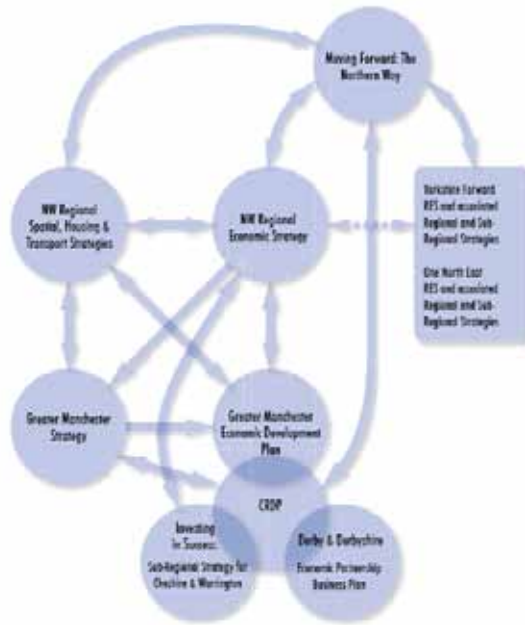 Moving Forward: The
Northern Way
NW Regional
Spatial, Housing &
Transport Strategies
NW Regional
Economic Strategy
Yorkshire Forward
RES and associated
Regional and Sub-
Regional Strategies
One North East
RES and associated
Regional and Sub-
Regional Strategies
Greater Manchester
Strategy
Greater Manchester
Economic Development
Plan
CRDP
Investing
In Success:
Sub-Regional Strategy for
Cheshire & Warrington
Derby & Derbyshire
Economic Partnership
Business Plan